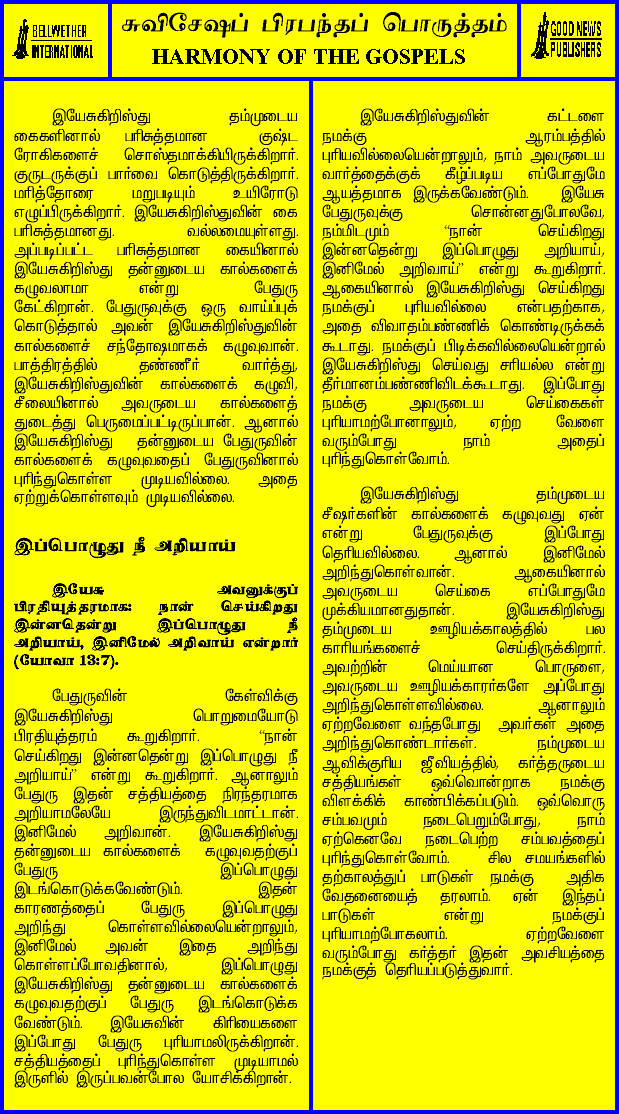 BELLWETHER
INTERNATIONAL
சுவிசேஷப் பிரபந்தப் பொருத்தம்
HARMONY OF THE GOSPELS
GOOD NEWS
PUBLISHERS
இயேசுகிறிஸ்து தம்முடைய
கைகளினால் பரிசுத்தமான குஷ்ட
ரோகிகளைச் சொஸ்தமாக்கியிருக்கிறார்.
குருடருக்குப் பார்வை கொடுத்திருக்கிறார்.
மரித்தோரை மறுபடியும் உயிரோடு
எழுப்பிருக்கிறார். இயேசுகிறிஸ்துவின் கை
பரிசுத்தமானது. வல்லமையுள்ளது.
அப்படிப்பட்ட பரிசுத்தமான கையினால்
இயேசுகிறிஸ்து தன்னுடைய கால்களைக்
கழுவலாமா என்று பேதுரு
கேட்கிறான். பேதுருவுக்கு ஒரு வாய்ப்புக்
கொடுத்தால் அவன் இயேசுகிறிஸ்துவின்
கால்களைச் சந்தோஷமாகக் கழுவுவான்.
பாத்திரத்தில் தண்ணீர் வார்த்து,
இயேசுகிறிஸ்துவின் கால்களைக் கழுவி,
சீலையினால் அவருடைய கால்களைத்
துடைத்து பெருமைப்பட்டிருப்பான். ஆனால்
இயேசுகிறிஸ்து தன்னுடைய பேதுருவின்
கால்களைக் கழுவுவதைப் பேதுருவினால்
புரிந்துகொள்ள முடியவில்லை. அதை
ஏற்றுக்கொள்ளவும் முடியவில்லை.
இப்பொழுது நீ அறியாய்
இயேசு அவனுக்குப்
பிரதியுத்தரமாக: நான் செய்கிறது
இன்னதென்று இப்பொழுது நீ
அறியாய், இனிமேல் அறிவாய் என்றார்
(யோவா 13:7).
பேதுருவின் கேள்விக்கு
இயேசுகிறிஸ்து பொறுமையோடு
பிரதியுத்தரம் கூறுகிறார். “நான்
செய்கிறது இன்னதென்று இப்பொழுது நீ
அறியாய்” என்று கூறுகிறார். ஆனாலும்
பேதுரு இதன் சத்தியத்தை நிரந்தரமாக
அறியாமலேயே இருந்துவிடமாட்டான்.
இனிமேல் அறிவான். இயேசுகிறிஸ்து
தன்னுடைய கால்களைக் கழுவுவதற்குப்
பேதுரு இப்பொழுது
இடங்கொடுக்கவேண்டும். இதன்
காரணத்தைப் பேதுரு இப்பொழுது
அறிந்து கொள்ளவில்லையென்றாலும்,
இனிமேல் அவன் இதை அறிந்து
கொள்ளப்போவதினால், இப்பொழுது
இயேசுகிறிஸ்து தன்னுடைய கால்களைக்
கழுவுவதற்குப் பேதுரு இடங்கொடுக்க
வேண்டும். இயேசுவின் கிரியைகளை
இப்போது பேதுரு புரியாமலிருக்கிறான்.
சத்தியத்தைப் புரிந்துகொள்ள முடியாமல்
இருளில் இருப்பவன்போல யோசிக்கிறான்.
இயேசுகிறிஸ்துவின் கட்டளை
நமக்கு ஆரம்பத்தில்
புரியவில்லையென்றாலும், நாம் அவருடைய
வார்த்தைக்குக் கீழ்ப்படிய எப்போதுமே
ஆயத்தமாக இருக்கவேண்டும். இயேசு
பேதுருவுக்கு சொன்னதுபோலவே,
நம்மிடமும் “நான் செய்கிறது
இன்னதென்று இப்பொழுது அறியாய்,
இனிமேல் அறிவாய்” என்று கூறுகிறார்.
ஆகையினால் இயேசுகிறிஸ்து செய்கிறது
நமக்குப் புரியவில்லை என்பதற்காக,
அதை விவாதம்பண்ணிக் கொண்டிருக்கக்
கூடாது. நமக்குப் பிடிக்கவில்லையென்றால்
இயேசுகிறிஸ்து செய்வது சரியல்ல என்று
தீர்மானம்பண்ணிவிடக்கூடாது. இப்போது
நமக்கு அவருடைய செய்கைகள்
புரியாமற்போனாலும், ஏற்ற வேளை
வரும்போது நாம் அதைப்
புரிந்துகொள்வோம்.
இயேசுகிறிஸ்து தம்முடைய
சீஷர்களின் கால்களைக் கழுவுவது ஏன்
என்று பேதுருவுக்கு இப்போது
தெரியவில்லை. ஆனால் இனிமேல்
அறிந்துகொள்வான். ஆகையினால்
அவருடைய செய்கை எப்போதுமே
முக்கியமானதுதான். இயேசுகிறிஸ்து
தம்முடைய ஊழியக்காலத்தில் பல
காரியங்களைச் செய்திருக்கிறார்.
அவற்றின் மெய்யான பொருளை,
அவருடைய ஊழியக்காரர்களே அப்போது
அறிந்துகொள்ளவில்லை. ஆனாலும்
ஏற்றவேளை வந்தபோது அவர்கள் அதை
அறிந்துகொண்டார்கள். நம்முடைய
ஆவிக்குரிய ஜீவியத்தில், கர்த்தருடைய
சத்தியங்கள் ஒவ்வொன்றாக நமக்கு
விளக்கிக் காண்பிக்கப்படும். ஒவ்வொரு
சம்பவமும் நடைபெறும்போது, நாம்
ஏற்கெனவே நடைபெற்ற சம்பவத்தைப்
புரிந்துகொள்வோம். சில சமயங்களில்
தற்காலத்துப் பாடுகள் நமக்கு அதிக
வேதனையைத் தரலாம். ஏன் இந்தப்
பாடுகள் என்று நமக்குப்
புரியாமற்போகலாம். ஏற்றவேளை
வரும்போது கர்த்தர் இதன் அவசியத்தை
நமக்குத் தெரியப்படுத்துவார்.